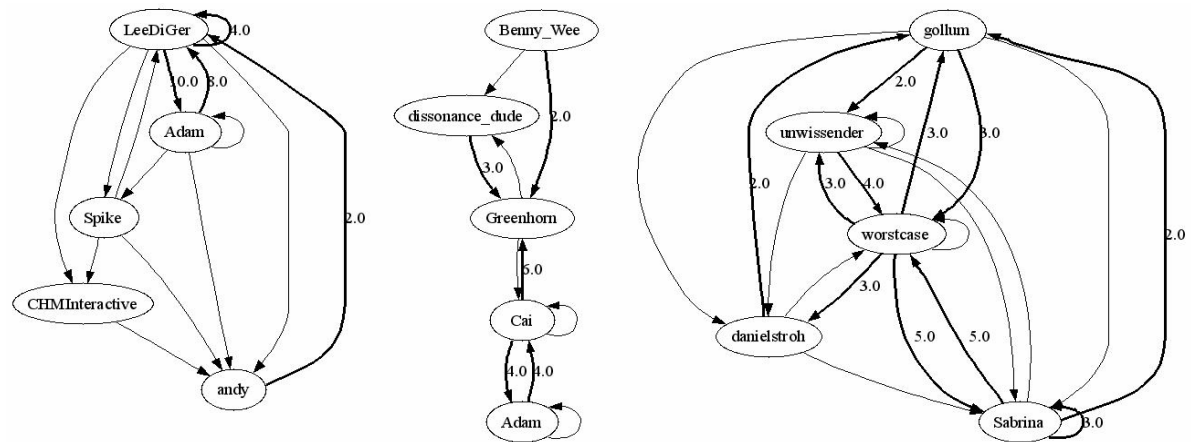 LeeDiGer
4.0
10.0
8.0
Adam
Spike
2.0
CHMInteractive
andy
Benny_Wee
dissonance_dude
2.0
3.0
Greenhorn
6.0
Cai
4.0
4.0
Adam
gollum
2.0
unwissender
3.0
3.0
2.0
3.0
4.0
worstcase
2.0
3.0
danielstroh
5.0
5.0
Sabrina
3.0